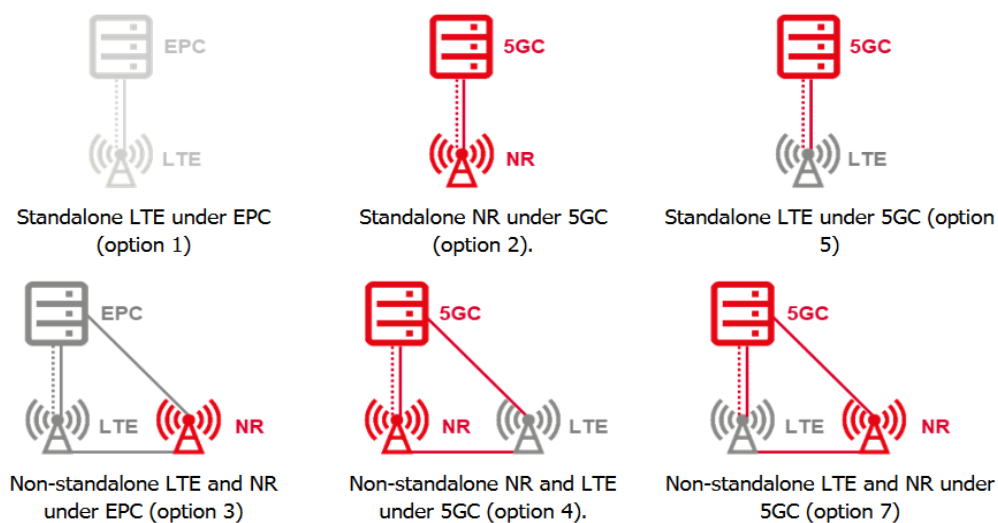 EPC
LTE
Standalone LTE under EPC
(option 1)
5GC
NR
Standalone NR under 5GC
(option 2).
5GC
LTE
Standalone LTE under 5GC (option
5)
EPC
LTE
NR
Non-standalone LTE and NR
under EPC (option 3)
5GC
NR
LTE
Non-standalone NR and LTE
under 5GC (option 4).
5GC
LTE
NR
Non-standalone LTE and NR under
5GC (option 7)